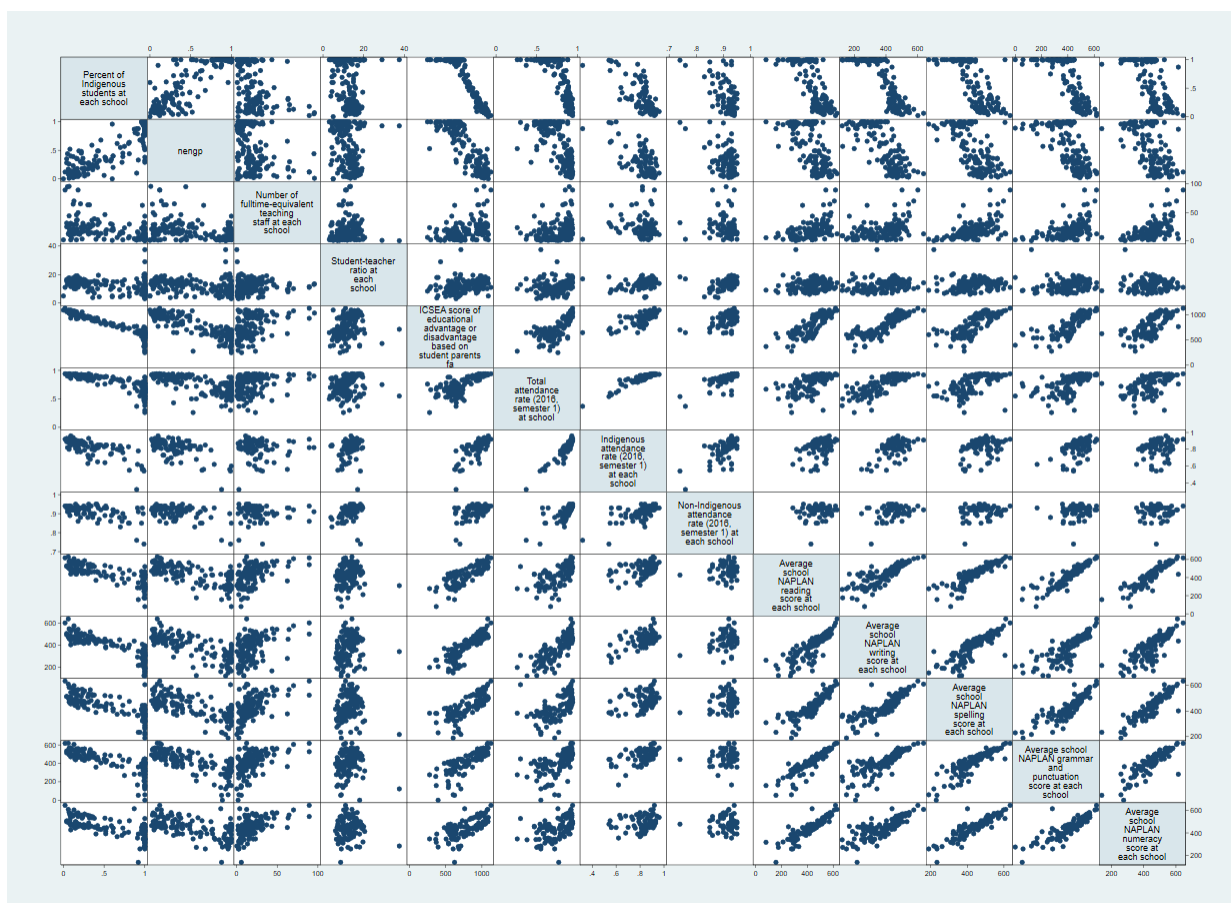 0 .5 1 0 20 40 0 .5 1 .7 .8 .9 1 200 400 600 0 200 400 600
Percent of
Indigenous
students at
each school
1
.5
0
1
.5
0
nengp
Number of
fulltime-equivalent
teaching
staff at each
school
100
50
0
40
20
0
Student-teacher
ratio at
each
school
ICSEA score of
educational
advantage or
disadvantage
based on
student parents
fa
1000
500
0
1
.5
0
Total
attendance
rate (2016,
semester 1)
at school
Indigenous
attendance
rate (2016,
semester 1)
at each
school
1
.8
.6
.4
1
.9
.8
.7
Non-Indigenous
attendance
rate (2016,
semester 1) at
each school
Average
school
NAPLAN
reading
score at
each school
600
400
200
0
600
400
200
Average
school
NAPLAN
writing
score at
each school
Average
school
NAPLAN
spelling
score at
each school
600
400
200
600
400
200
0
Average school
NAPLAN grammar
and
punctuation
score at each
school
Average
school
NAPLAN
numeracy
score at
each school
600
400
200
0 .5 1 0 50 100 0 500 1000 .4 .6 .8 1 0 200 400 600 200 400 600 200 400 600